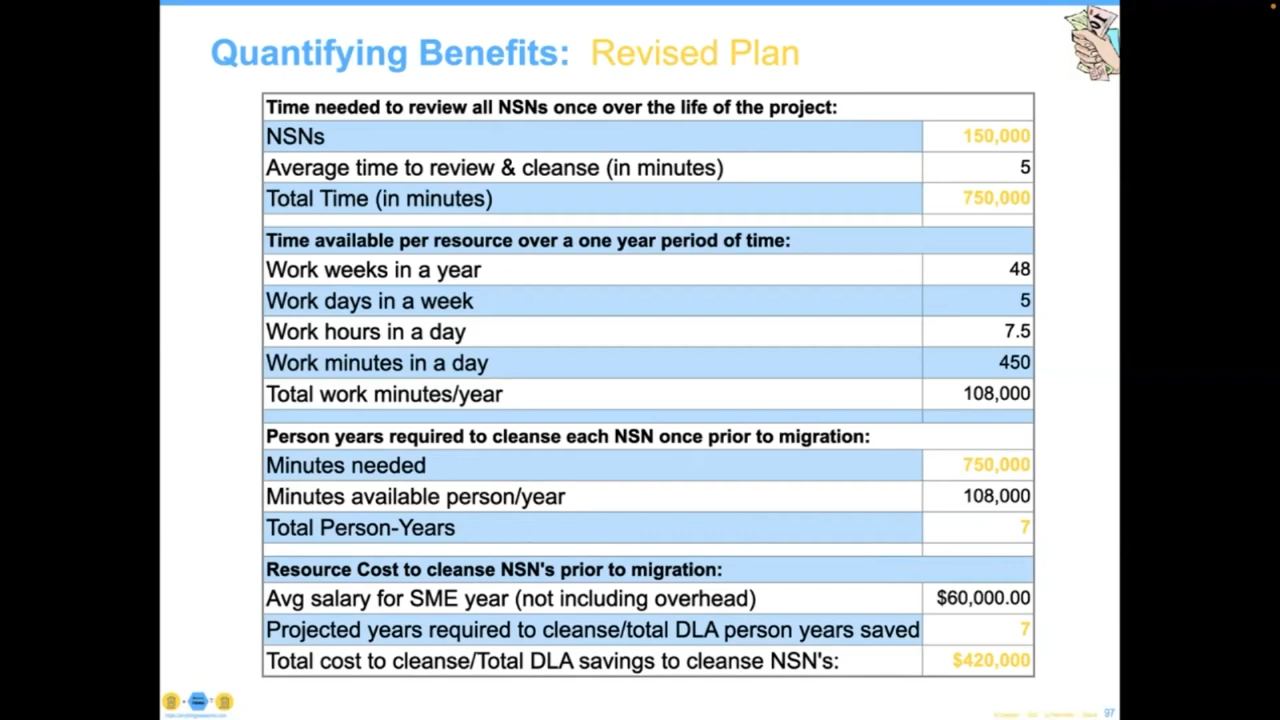 Quantifying Benefits: Revised Plan
Time needed to review all NSNs once over the life of the project:
NSNs 150,000
Average time to review & cleanse (in minutes) 5
Total Time (in minutes) 750,000
Time available per resource over a one year period of time:
Work weeks in a year 48
Work days in a week 5
Work hours in a day 7.5
Work minutes in a day 450
Total work minutes/year 108,000
Person years required to cleanse each NSN once prior to migration:
Minutes needed 750,000
Minutes available person/year 108,000
Total Person-Years 7
Resource Cost to cleanse NSN's prior to migration:
Avg salary for SME year (not including overhead) $60,000.00
Projected years required to cleanse/total DLA person years saved 7
Total cost to cleanse/Total DLA savings to cleanse NSN's: $420,000
97